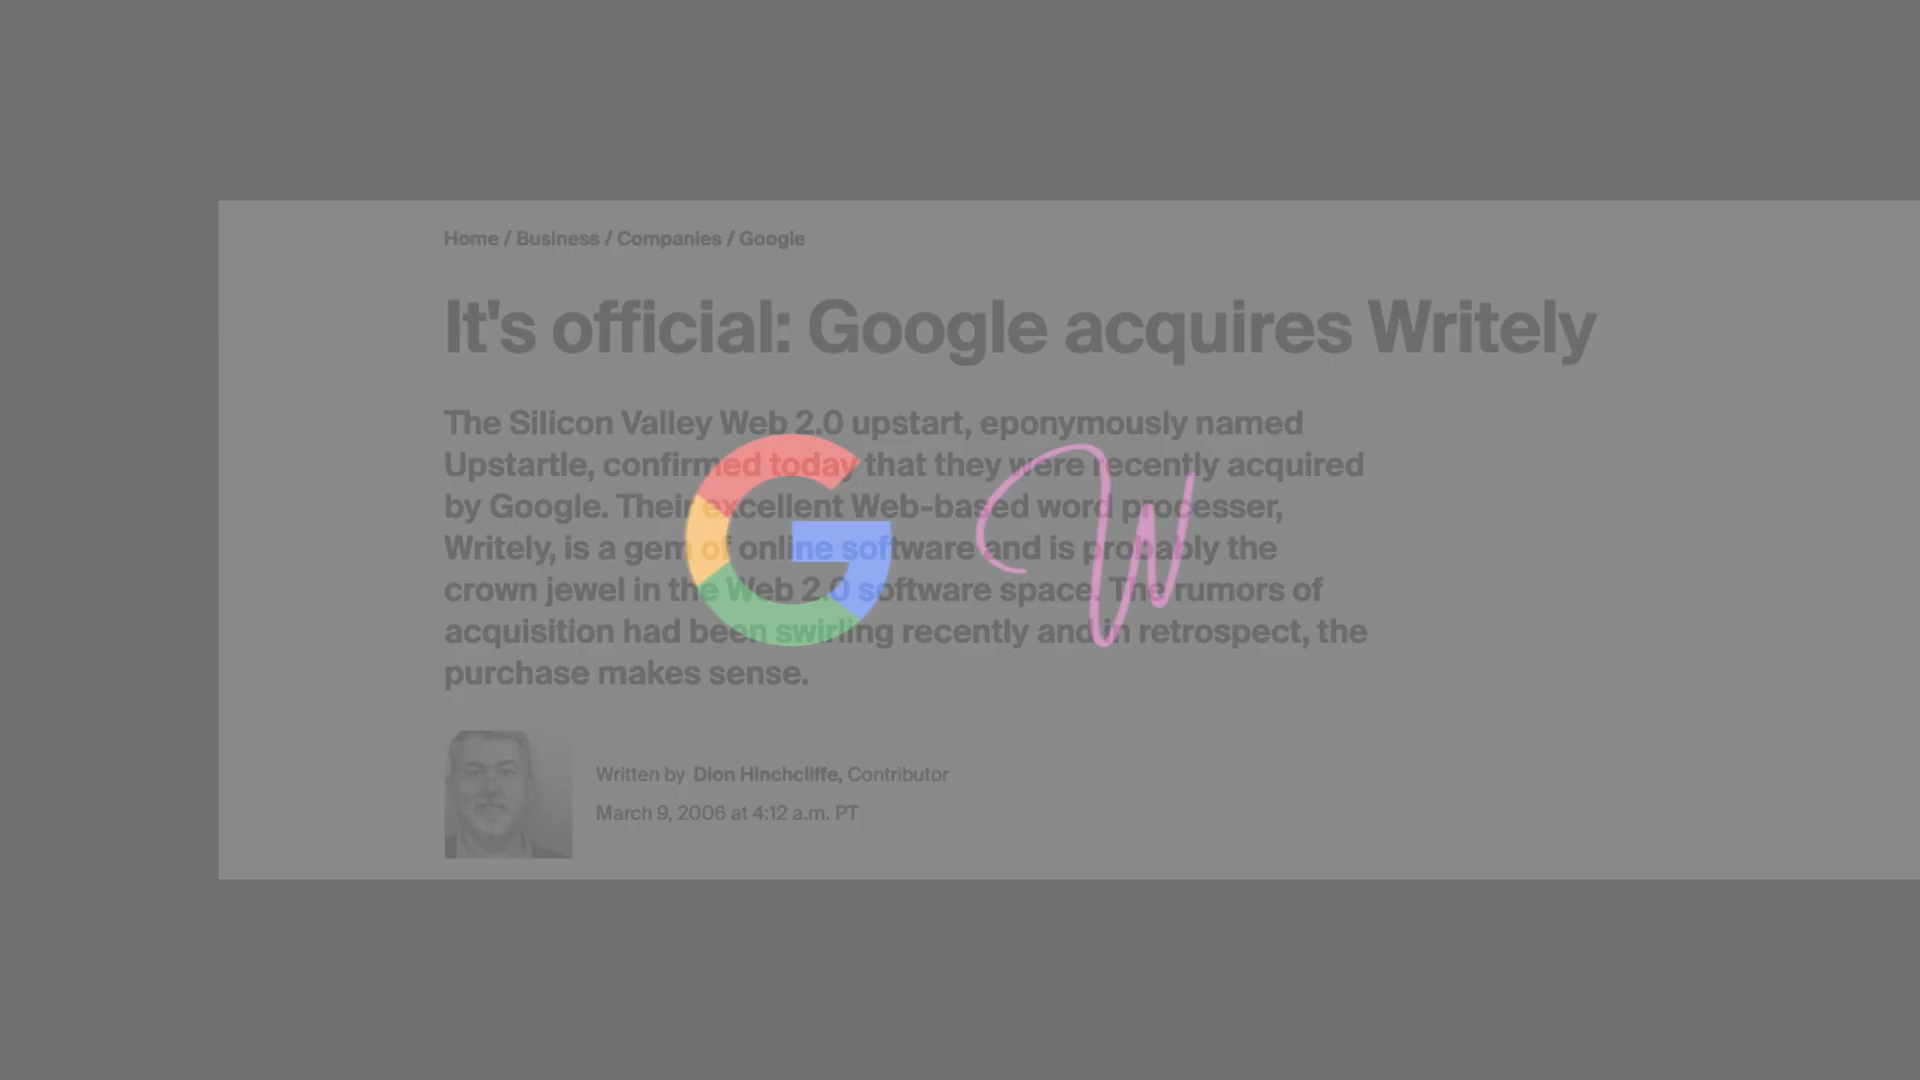 Home / Business / Companies / Google
It's official: Google acquires Writely
The Silicon Valley Web 2.0 upstart, eponymously named
Upstartle, confirmed today that they were recently acquired
by Google. Their excellent Web-based word processer,
Writely, is a gem of online software and is probably the
crown jewel in the Web 2.0 software space. The rumors of
acquisition had been swirling recently and in retrospect, the
purchase makes sense.
G W
Written by Dion Hinchcliffe, Contributor
March 9, 2006 at 4:12 a.m. PT